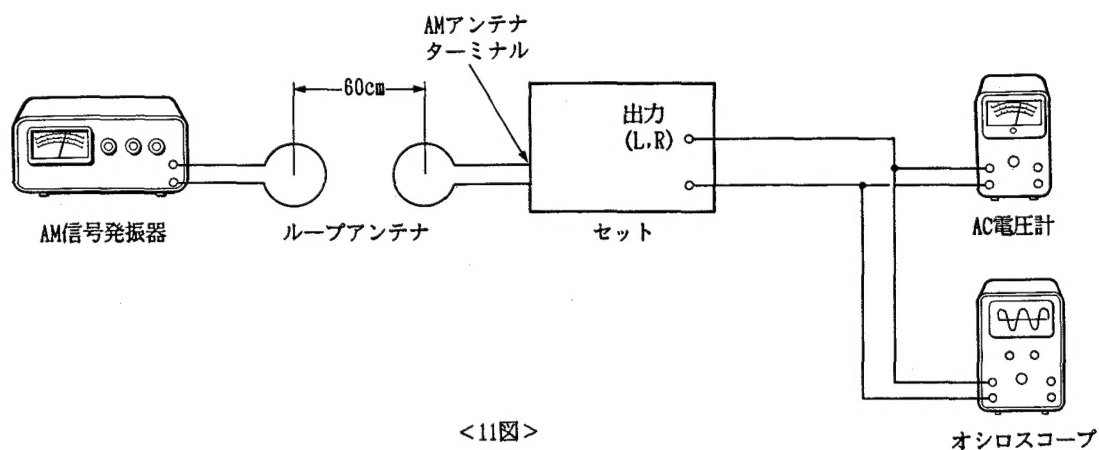 AMアンテナ
ターミナル
60cm
出力
(L,R)
AM信号発振器
ループアンテナ
セット
AC電圧計
オシロスコープ
<11図>